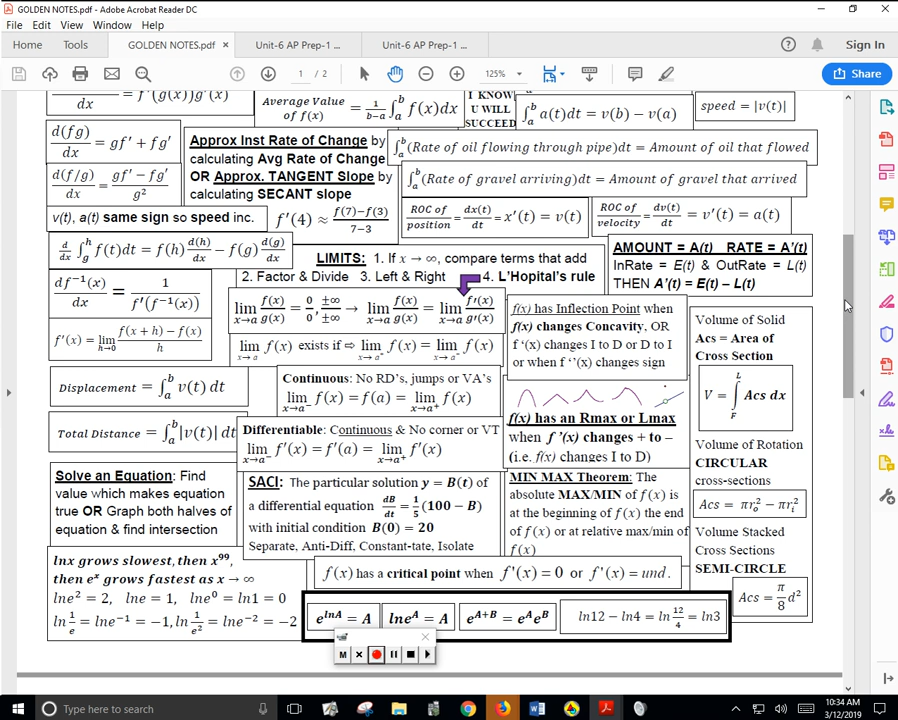 GOLDEN NOTES.pdf - Adobe Acrobat Reader DC
File Edit View Window Help
Home Tools GOLDEN NOTES.pdf × Unit-6 AP Prep-1 ... Unit-6 AP Prep-1 ... Sign In
1 / 2 125% Share
dx = f'(g(x))g'(x)
Average Value of f(x) = 1/(b−a) ∫_a^b f(x)dx
I KNOW
U WILL
SUCCEED
∫_a^b a(t)dt = v(b) − v(a)
speed = |v(t)|
d(fg)/dx = gf' + fg'
d(f/g)/dx = (gf' − fg')/g²
Approx Inst Rate of Change by
calculating Avg Rate of Change
OR Approx. TANGENT Slope by
calculating SECANT slope
∫_a^b(Rate of oil flowing through pipe)dt = Amount of oil that flowed
∫_a^b(Rate of gravel arriving)dt = Amount of gravel that arrived
v(t), a(t) same sign so speed inc.
f'(4) ≈ (f(7)−f(3))/(7−3)
ROC of position = dx(t)/dt = x'(t) = v(t)
ROC of velocity = dv(t)/dt = v'(t) = a(t)
d/dx ∫_g^h f(t)dt = f(h) d(h)/dx − f(g) d(g)/dx
LIMITS: 1. If x → ∞, compare terms that add
2. Factor & Divide 3. Left & Right 4. L'Hopital's rule
AMOUNT = A(t) RATE = A'(t)
InRate = E(t) & OutRate = L(t)
THEN A'(t) = E(t) – L(t)
df⁻¹(x)/dx = 1/f'(f⁻¹(x))
f'(x) = lim h→0 (f(x + h) − f(x))/h
lim x→a f(x)/g(x) = 0/0, ±∞/±∞ → lim x→a f(x)/g(x) = lim x→a f'(x)/g'(x)
lim x→a f(x) exists if ⇨ lim x→a⁻ f(x) = lim x→a⁻ f(x)
f(x) has Inflection Point when
f(x) changes Concavity, OR
f '(x) changes I to D or D to I
or when f ''(x) changes sign
Volume of Solid
Acs = Area of
Cross Section
V = ∫_F^L Acs dx
Displacement = ∫_a^b v(t) dt
Total Distance = ∫_a^b |v(t)| dt
Continuous: No RD's, jumps or VA's
lim x→a⁻ f(x) = f(a) = lim x→a⁺ f(x)
Differentiable: Continuous & No corner or VT
lim x→a⁻ f'(x) = f'(a) = lim x→a⁺ f'(x)
f(x) has an Rmax or Lmax
when f '(x) changes + to –
(i.e. f(x) changes I to D)
Volume of Rotation
CIRCULAR
cross-sections
Acs = πr_o² − πr_i²
Solve an Equation: Find
value which makes equation
true OR Graph both halves of
equation & find intersection
SACI: The particular solution y = B(t) of
a differential equation dB/dt = 1/5(100 − B)
with initial condition B(0) = 20
Separate, Anti-Diff, Constant-tate, Isolate
MIN MAX Theorem: The
absolute MAX/MIN of f(x) is
at the beginning of f(x) the end
of f(x) or at relative max/min of
f(x)
Volume Stacked
Cross Sections
SEMI-CIRCLE
Acs = π/8 d²
lnx grows slowest, then x⁹⁹,
then eˣ grows fastest as x → ∞
lne² = 2, lne = 1, lne⁰ = ln1 = 0
ln 1/e = lne⁻¹ = −1, ln 1/e² = lne⁻² = −2
f(x) has a critical point when f'(x) = 0 or f'(x) = und.
e^lnA = A lne^A = A e^(A+B) = e^A e^B ln12 − ln4 = ln 12/4 = ln3
M
Type here to search
10:34 AM
3/12/2019